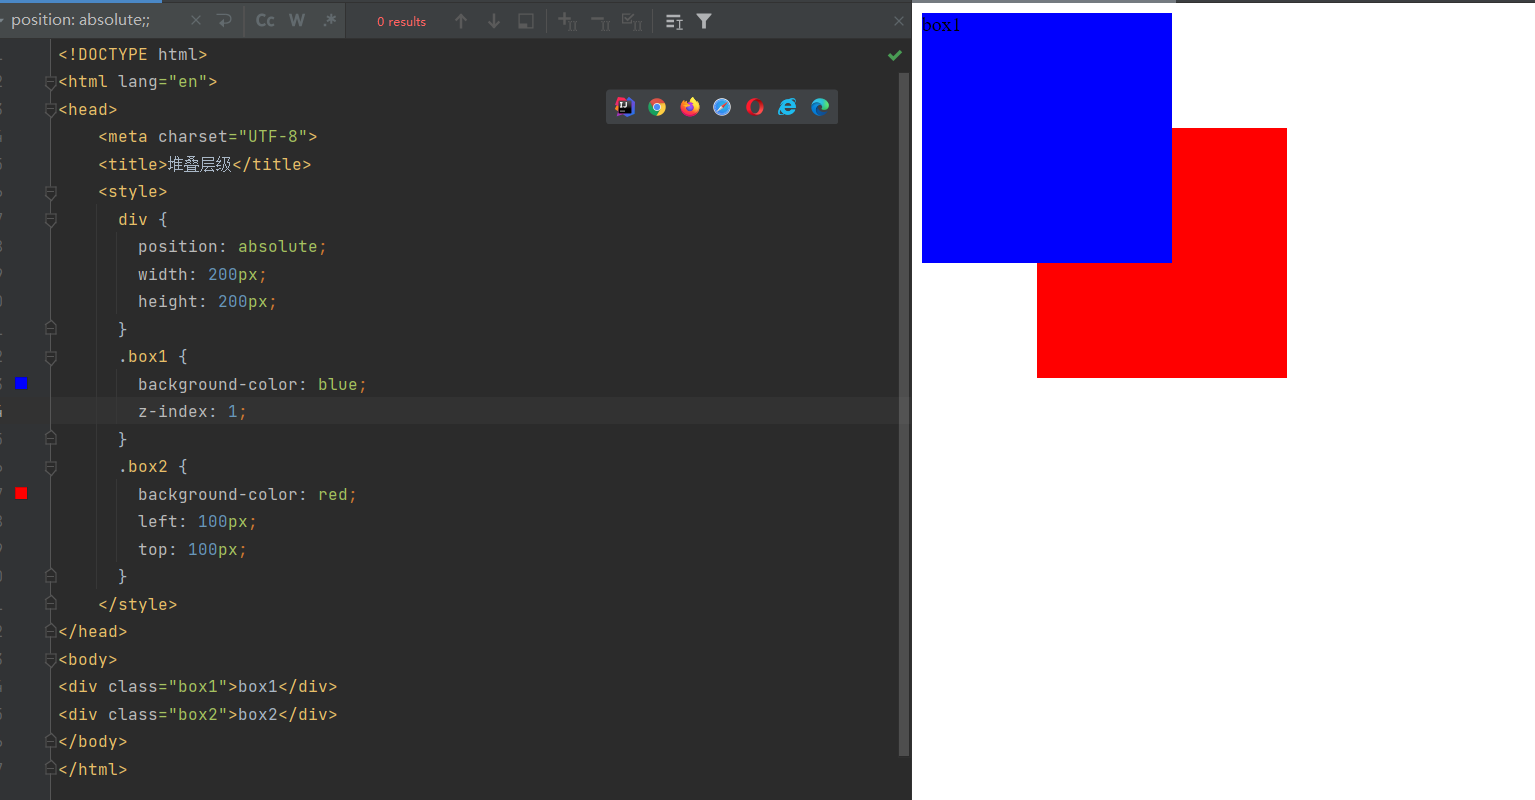 position: absolute;;
Cc W .*
0 results
<!DOCTYPE html>
<html lang="en">
<head>
    <meta charset="UTF-8">
    <title>堆叠层级</title>
    <style>
      div {
        position: absolute;
        width: 200px;
        height: 200px;
      }
      .box1 {
        background-color: blue;
        z-index: 1;
      }
      .box2 {
        background-color: red;
        left: 100px;
        top: 100px;
      }
    </style>
</head>
<body>
<div class="box1">box1</div>
<div class="box2">box2</div>
</body>
</html>
box1